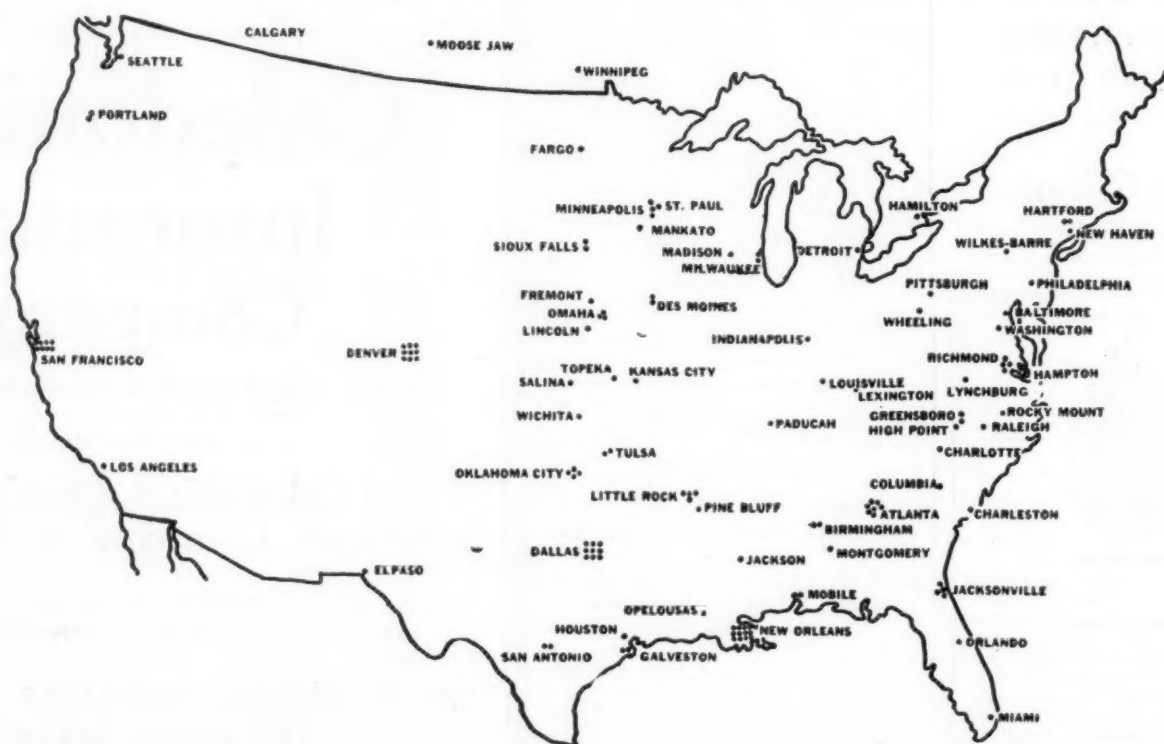 CALGARY
MOOSE JAW
SEATTLE
WINNIPEG
PORTLAND
FARGO
MINNEAPOLIS ST. PAUL
HAMILTON
HARTFORD
MANKATO
NEW HAVEN
SIOUX FALLS
MADISON
DETROIT
WILKES-BARRE
MILWAUKEE
PITTSBURGH
PHILADELPHIA
FREMONT
DES MOINES
OMAHA
WHEELING
BALTIMORE
LINCOLN
WASHINGTON
INDIANAPOLIS
SAN FRANCISCO
DENVER
RICHMOND
TOPEKA
KANSAS CITY
HAMPTON
SALINA
LOUISVILLE
LYNCHBURG
LEXINGTON
WICHITA
PADUCAH
GREENSBORO
ROCKY MOUNT
HIGH POINT
RALEIGH
TULSA
CHARLOTTE
LOS ANGELES
OKLAHOMA CITY
COLUMBIA
LITTLE ROCK
PINE BLUFF
ATLANTA
CHARLESTON
BIRMINGHAM
DALLAS
JACKSON
MONTGOMERY
ELPASO
MOBILE
JACKSONVILLE
OPELOUSAS
HOUSTON
NEW ORLEANS
SAN ANTONIO
GALVESTON
ORLANDO
MIAMI